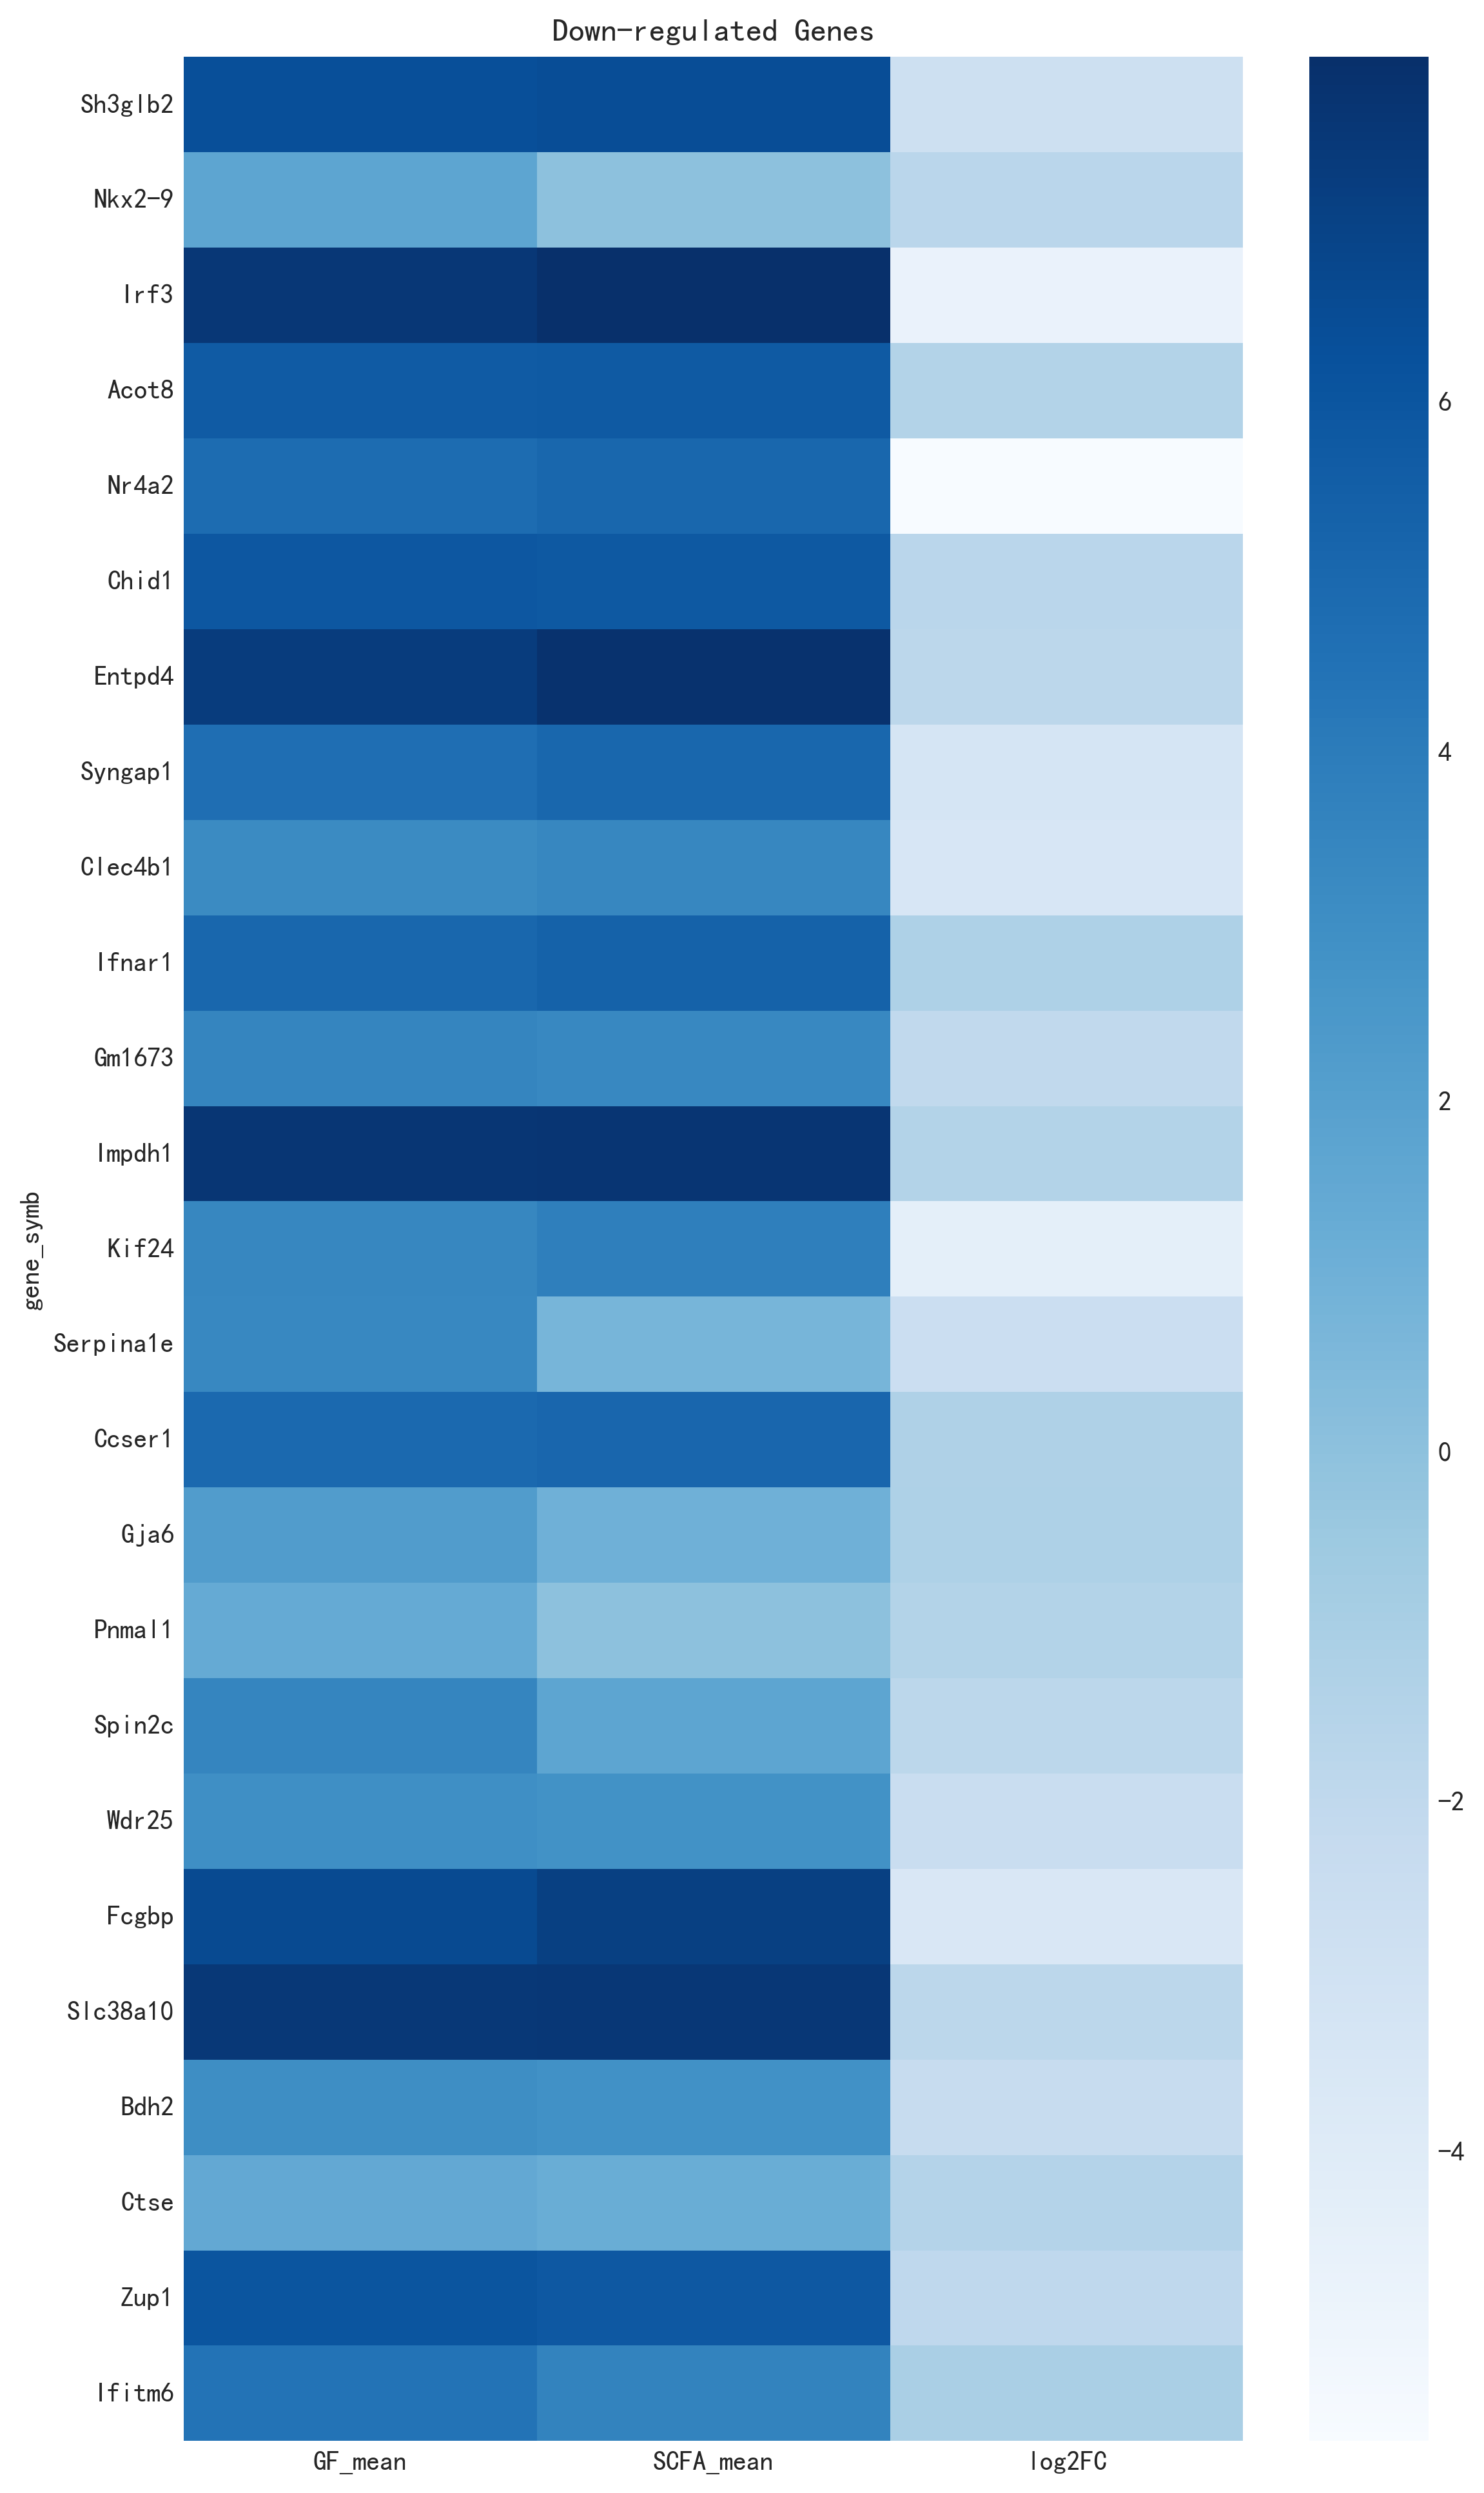 Down-regulated Genes
gene_symb
Sh3glb2
Nkx2-9
Irf3
Acot8
Nr4a2
Chid1
Entpd4
Syngap1
Clec4b1
Ifnar1
Gm1673
Impdh1
Kif24
Serpina1e
Ccser1
Gja6
Pnmal1
Spin2c
Wdr25
Fcgbp
Slc38a10
Bdh2
Ctse
Zup1
Ifitm6
GF_mean SCFA_mean log2FC
6
4
2
0
-2
-4